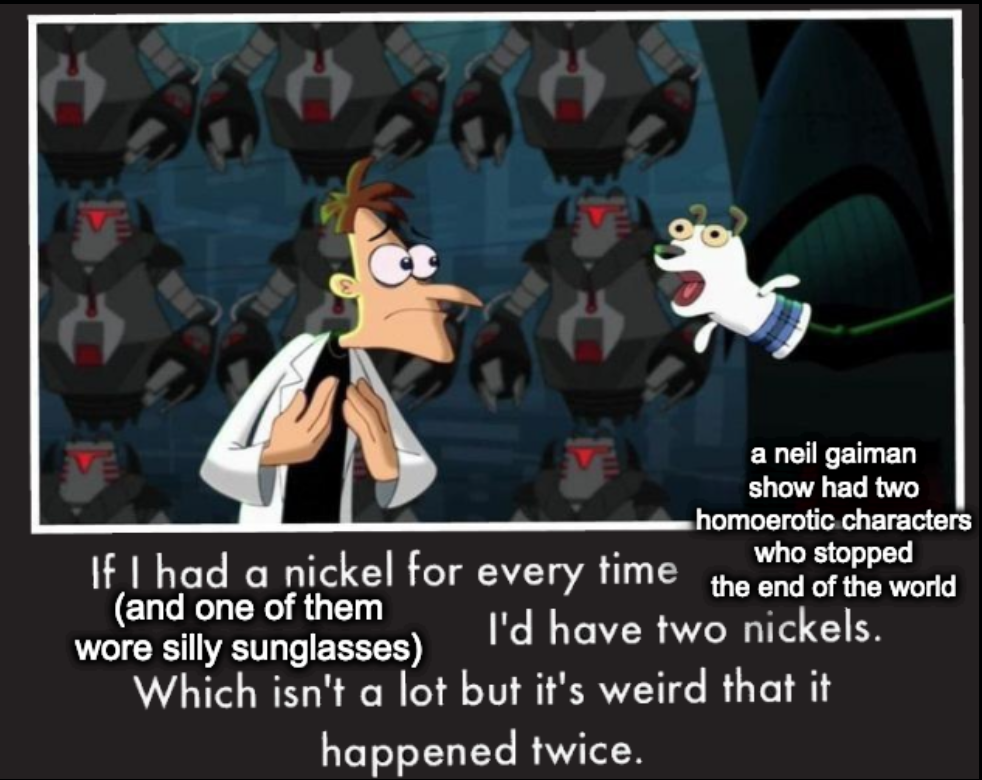 If I had a nickel for every time
a neil gaiman
show had two
homoerotic characters
who stopped
the end of the world
(and one of them
wore silly sunglasses)
I'd have two nickels.
Which isn't a lot but it's weird that it
happened twice.